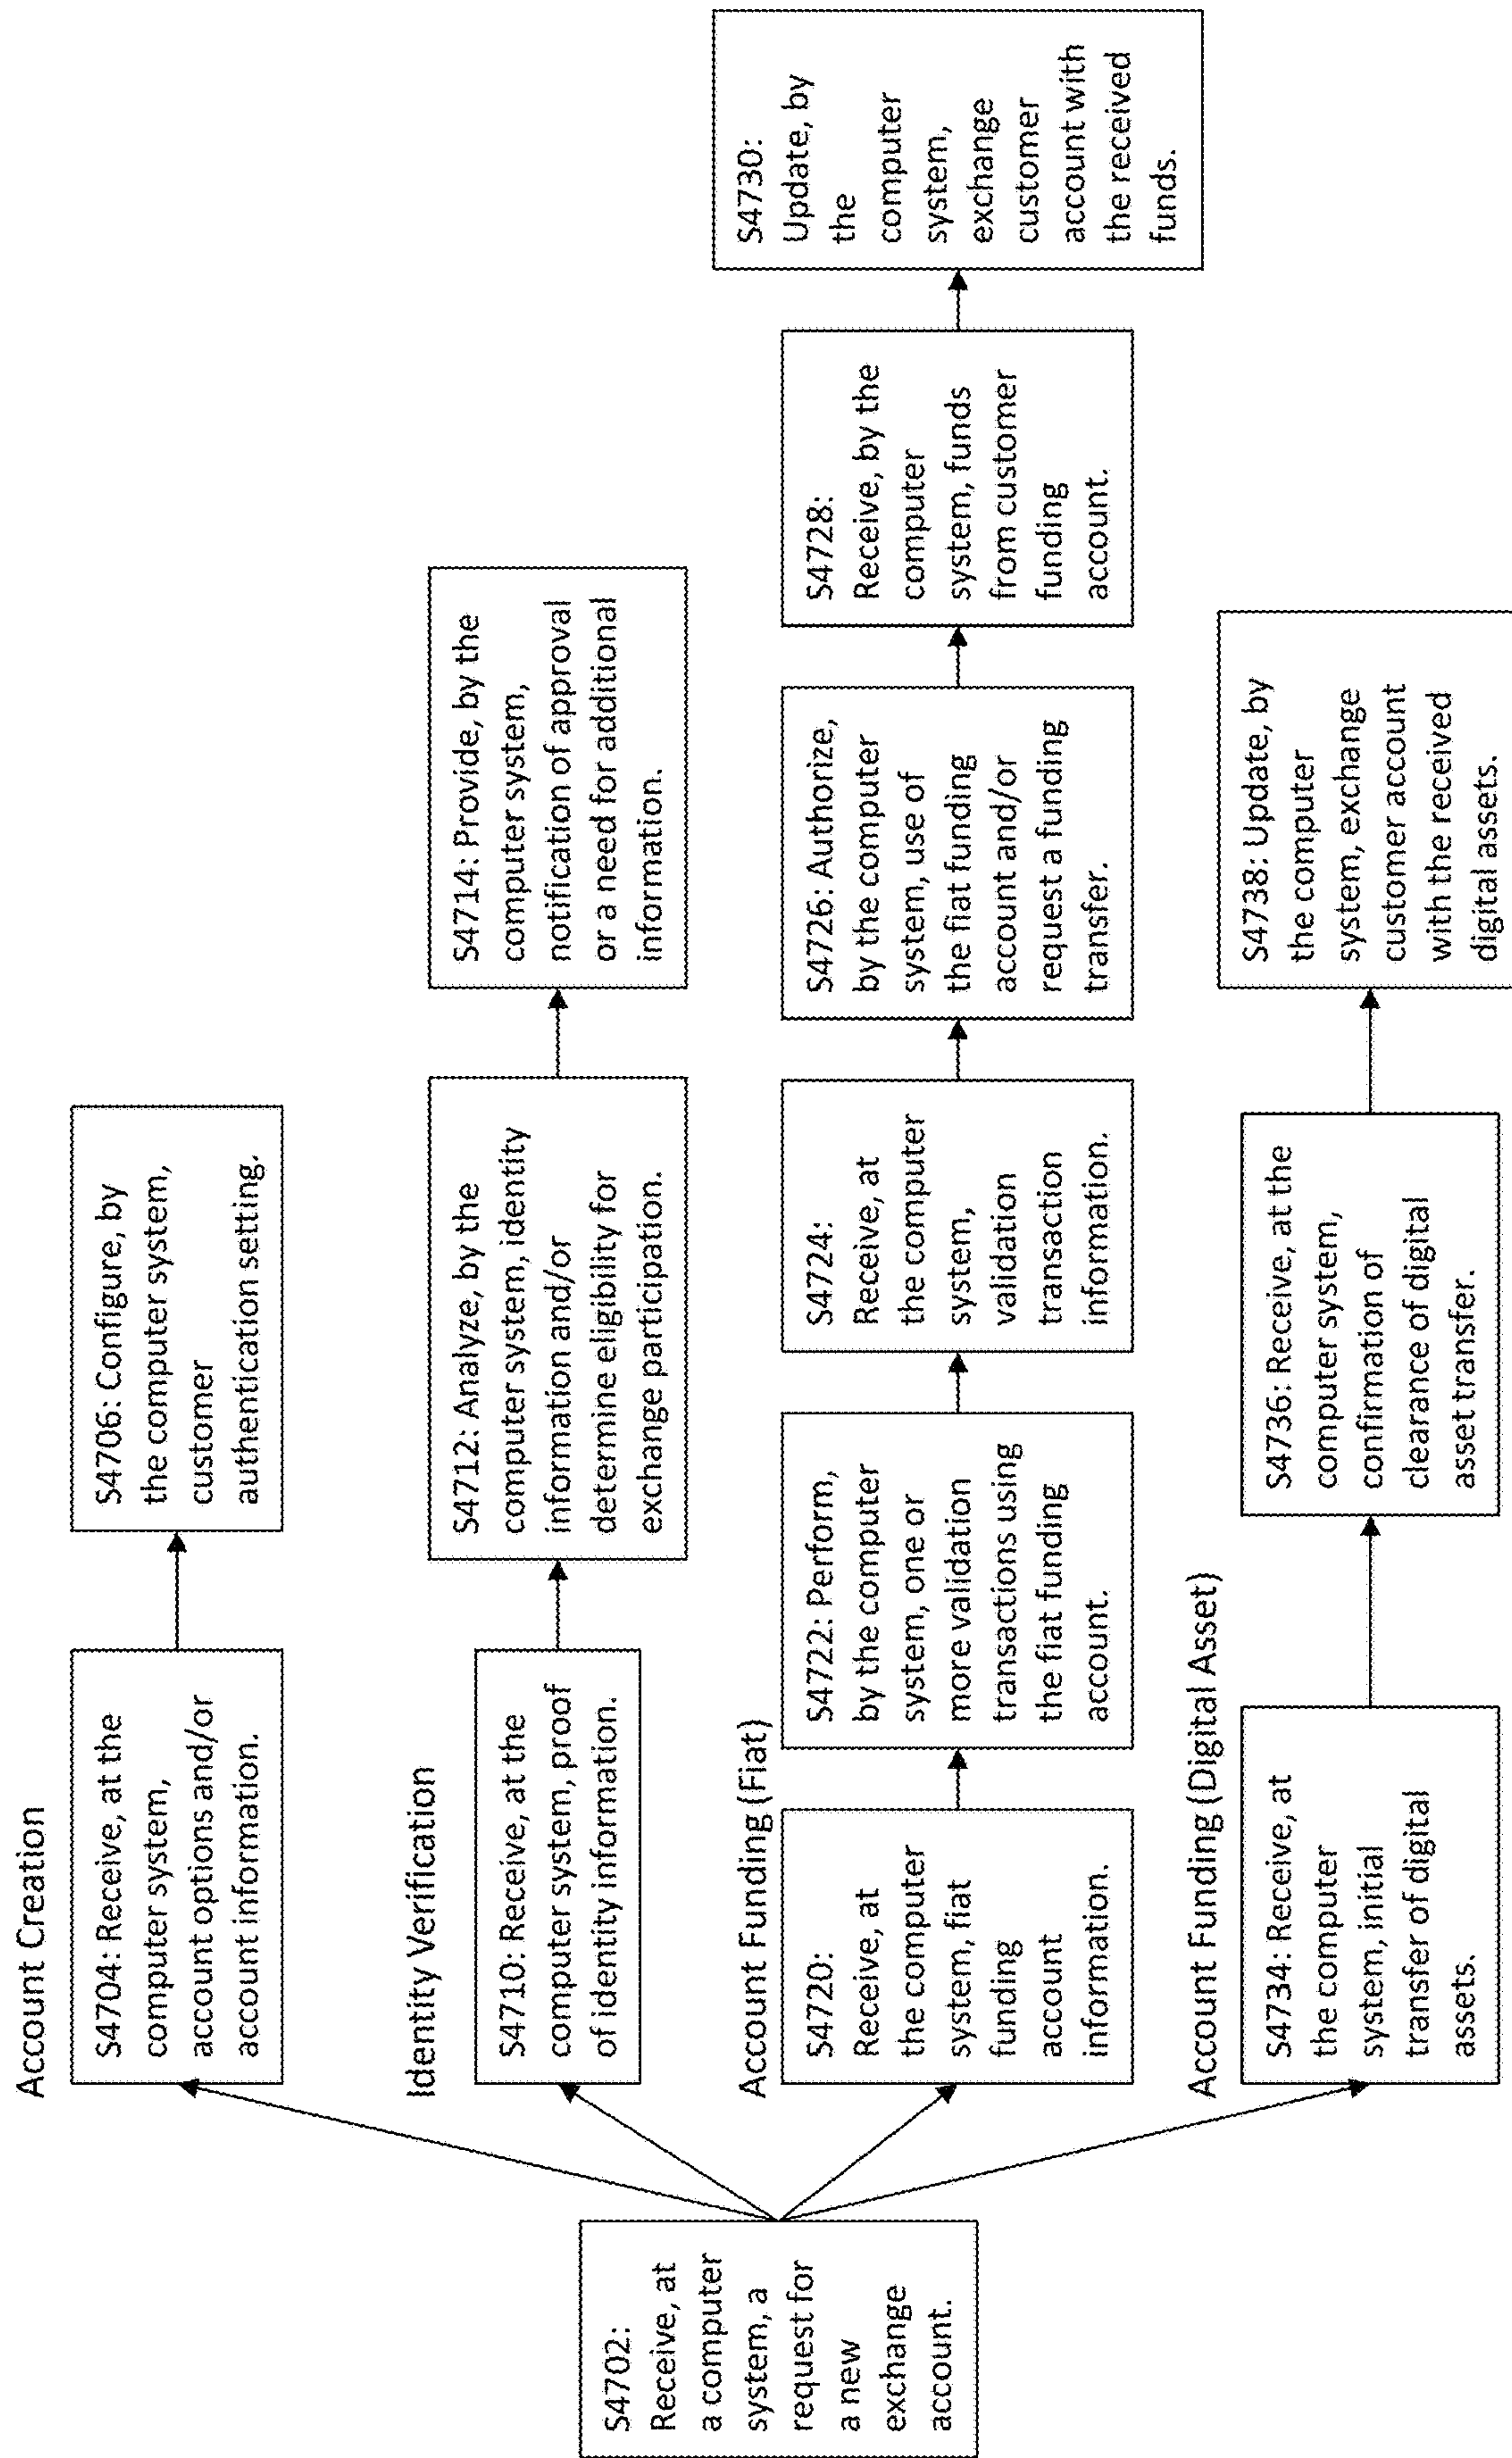 S4702:
Receive, at
a computer
system, a
request for
a new
exchange
account.
Account Creation
S4704: Receive, at the
computer system,
account options and/or
account information.
S4706: Configure, by
the computer system,
customer
authentication setting.
Identity Verification
S4710: Receive, at the
computer system, proof
of identity information.
S4712: Analyze, by the
computer system, identity
information and/or
determine eligibility for
exchange participation.
S4714: Provide, by the
computer system,
notification of approval
or a need for additional
information.
Account Funding (Fiat)
S4720:
Receive, at
the computer
system, fiat
funding
account
information.
S4722: Perform,
by the computer
system, one or
more validation
transactions using
the fiat funding
account.
S4724:
Receive, at
the computer
system,
validation
transaction
information.
S4726: Authorize,
by the computer
system, use of
the fiat funding
account and/or
request a funding
transfer.
S4728:
Receive, by the
computer
system, funds
from customer
funding
account.
S4730:
Update, by
the
computer
system,
exchange
customer
account with
the received
funds.
Account Funding (Digital Asset)
S4734: Receive, at
the computer
system, initial
transfer of digital
assets.
S4736: Receive, at the
computer system,
confirmation of
clearance of digital
asset transfer.
S4738: Update, by
the computer
system, exchange
customer account
with the received
digital assets.